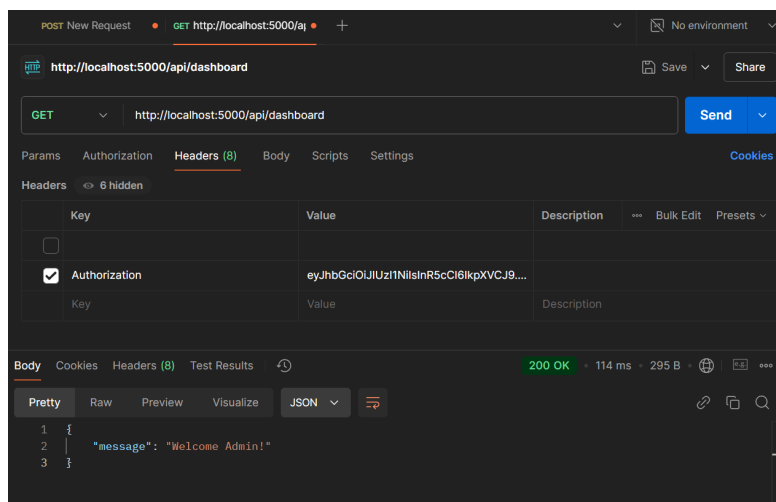 POST New Request GET http://localhost:5000/a No environment
HTTP http://localhost:5000/api/dashboard Save Share
GET http://localhost:5000/api/dashboard Send
Params Authorization Headers (8) Body Scripts Settings Cookies
Headers 6 hidden
Key Value Description Bulk Edit Presets
Authorization eyJhbGciOiJIUzI1NiIsInR5cCI6IkpXVCJ9....
Key Value Description
Body Cookies Headers (8) Test Results 200 OK 114 ms 295 B e.g.
Pretty Raw Preview Visualize JSON
1 {
2 "message": "Welcome Admin!"
3 }